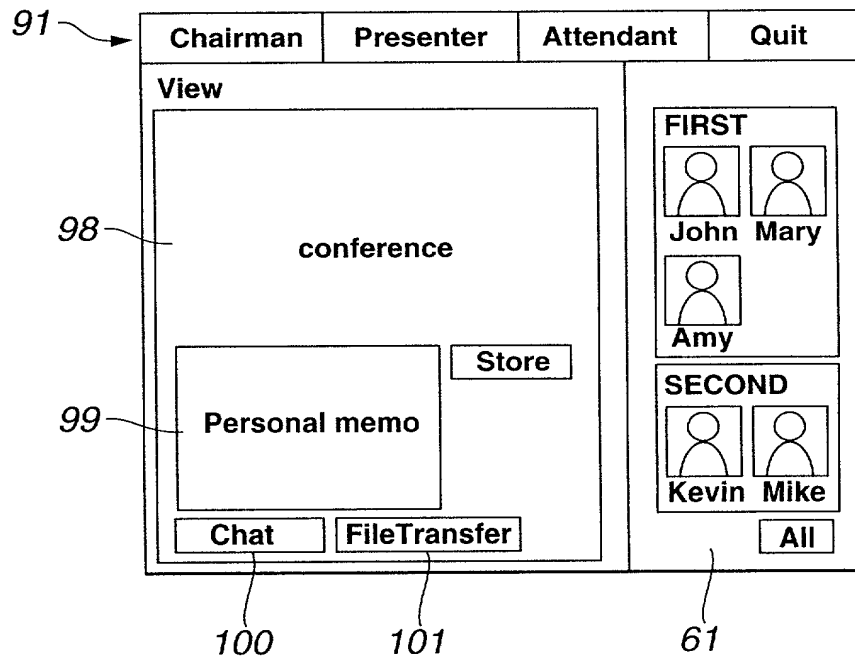 91
Chairman Presenter Attendant Quit
View
98
conference
Store
99
Personal memo
Chat FileTransfer
100 101
FIRST
John Mary
Amy
SECOND
Kevin Mike
All
61